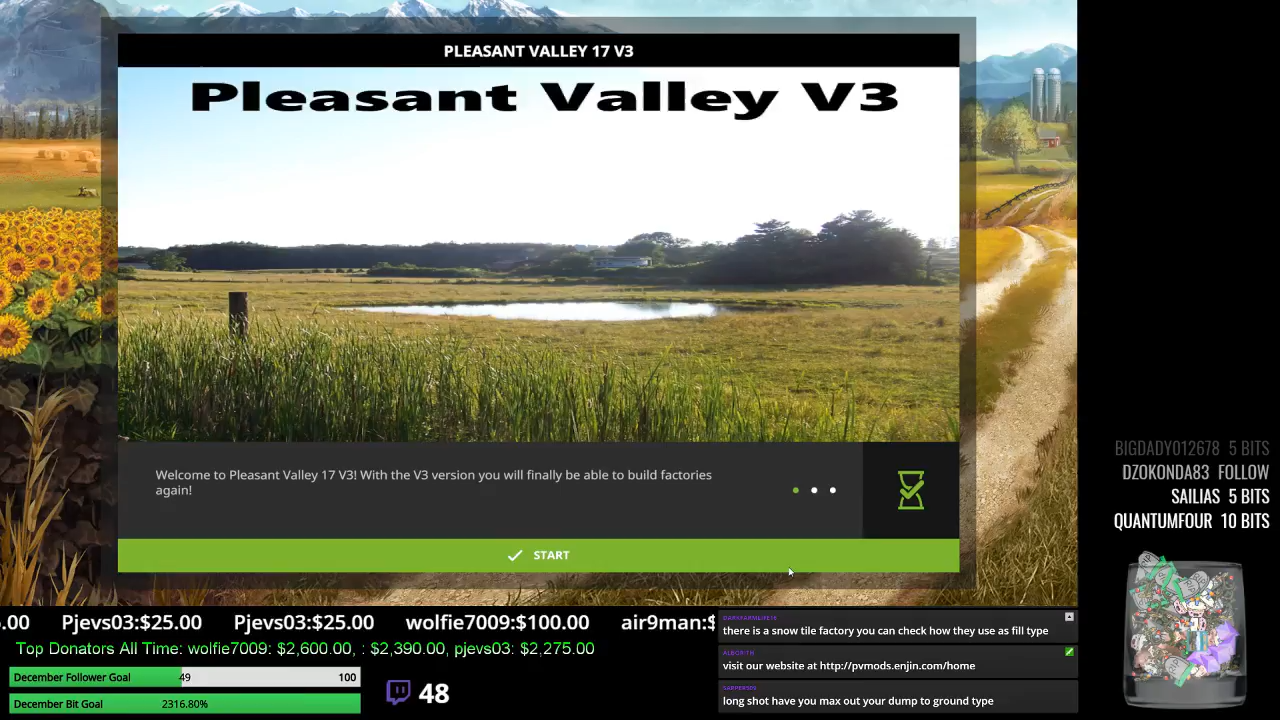 PLEASANT VALLEY 17 V3
Pleasant Valley V3
Welcome to Pleasant Valley 17 V3! With the V3 version you will finally be able to build factories
again!
START
BIGDADY012678 5 BITS
DZOKONDA83 FOLLOW
SAILIAS 5 BITS
QUANTUMFOUR 10 BITS
.00 Pjevs03:$25.00 Pjevs03:$25.00 wolfie7009:$100.00 air9man:$
Top Donators All Time: wolfie7009: $2,600.00, : $2,390.00, pjevs03: $2,275.00
December Follower Goal 49 100
December Bit Goal 2316.80%
48
there is a snow tile factory you can check how they use as fill type
visit our website at http://pvmods.enjin.com/home
long shot have you max out your dump to ground type